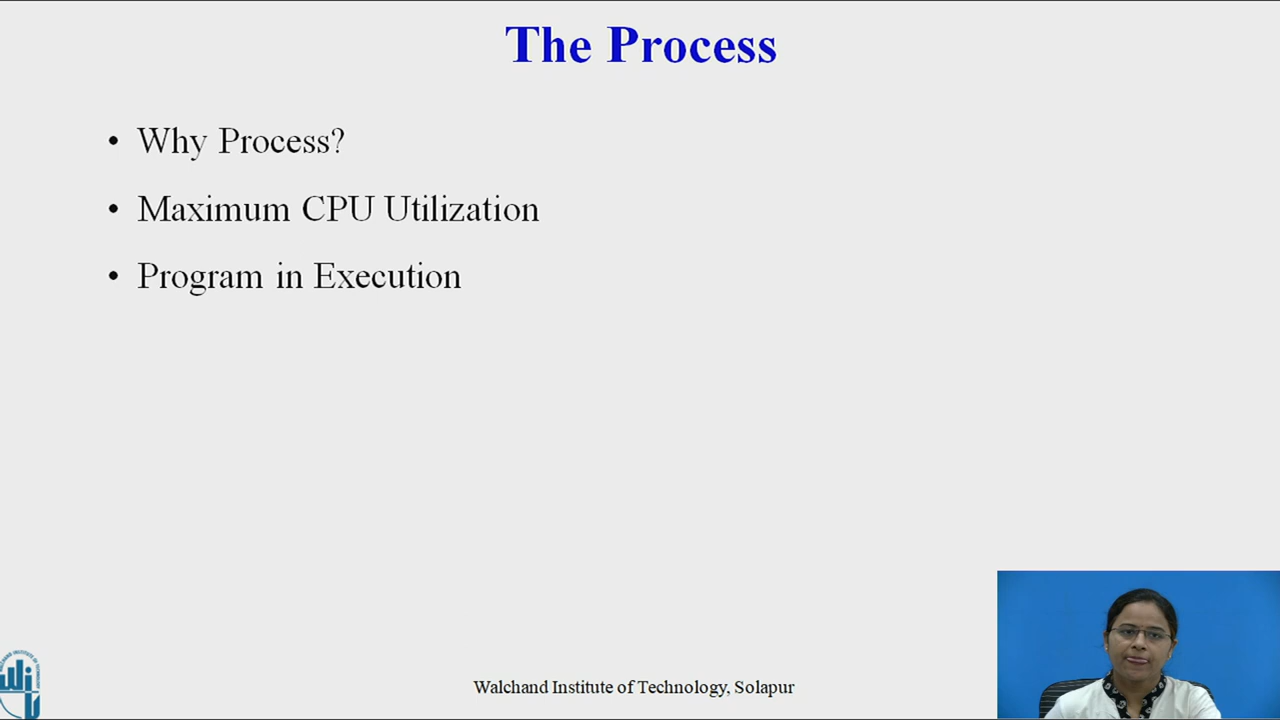 The Process
• Why Process?
• Maximum CPU Utilization
• Program in Execution
Walchand Institute of Technology, Solapur